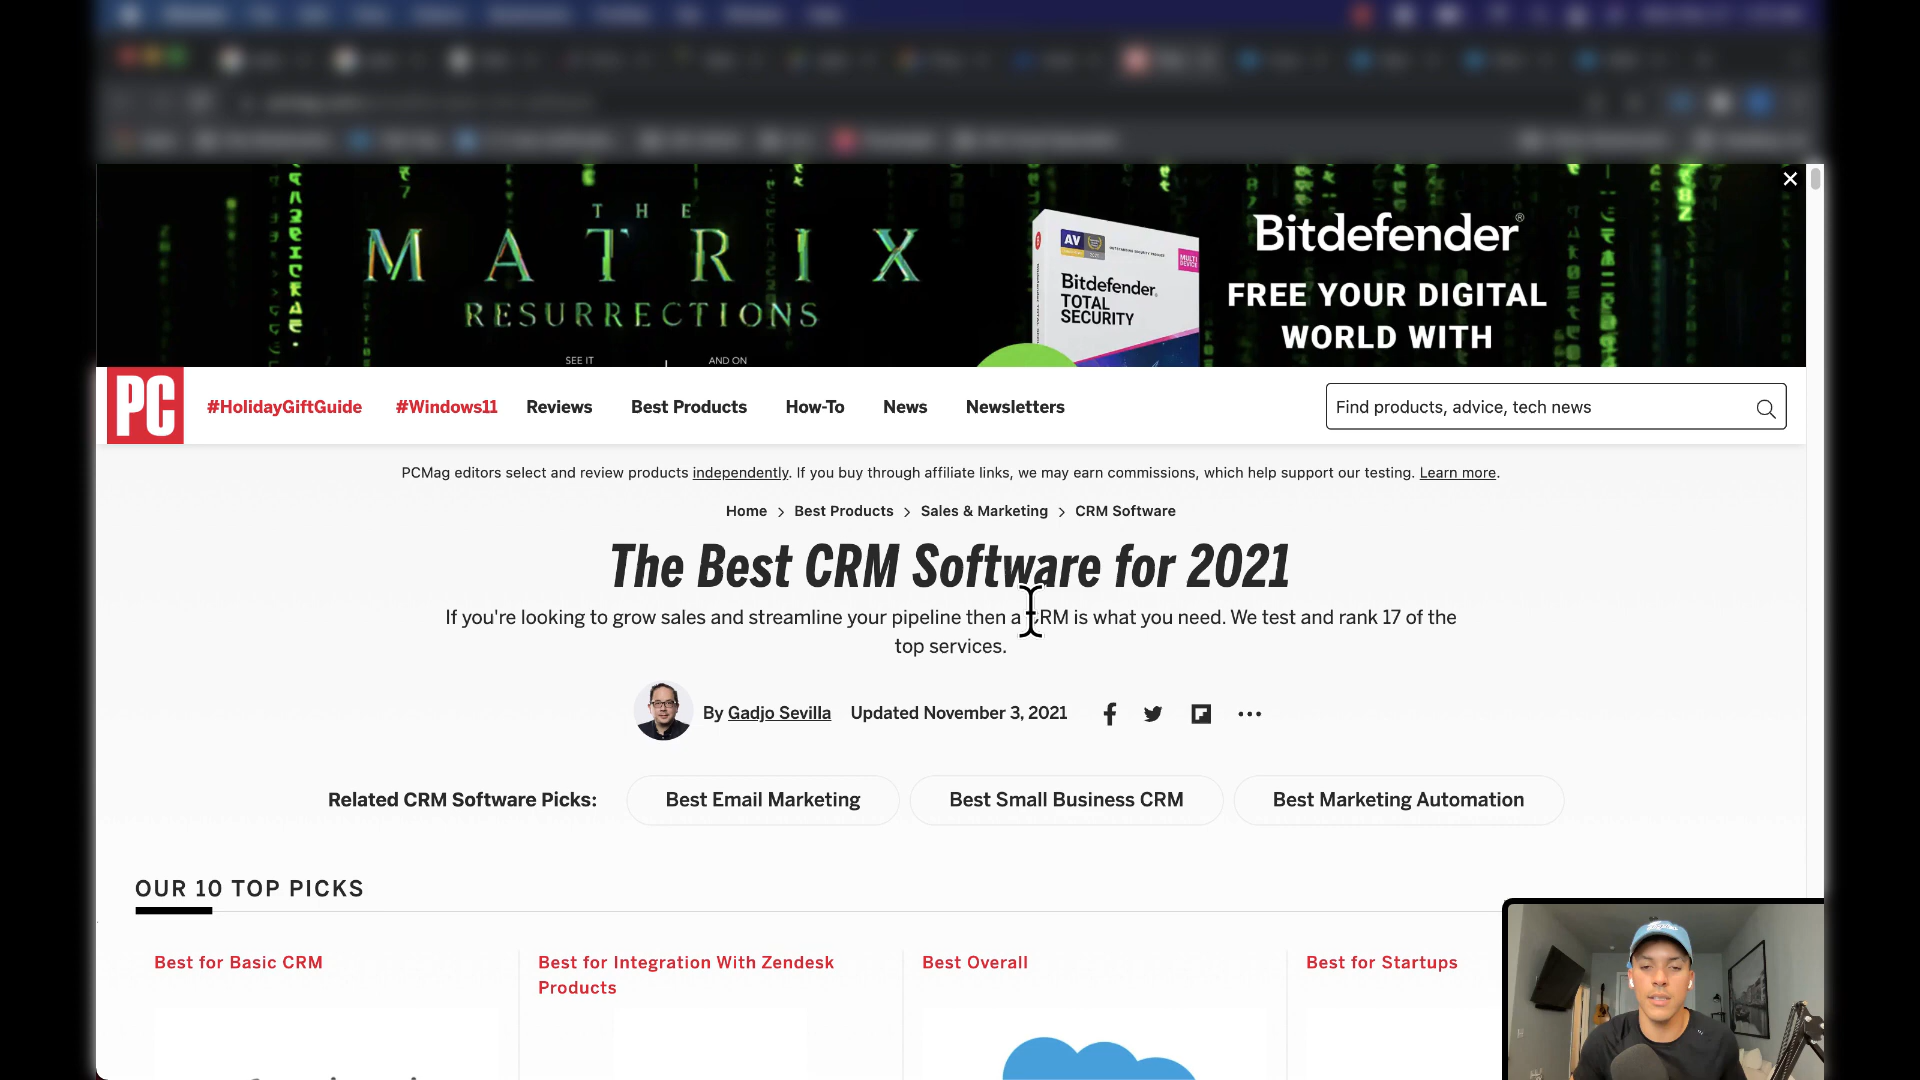 THE
MATRIX
RESURRECTIONS
SEE IT
AND ON
AV
MULTI DEVICE
Bitdefender
TOTAL
SECURITY
Bitdefender®
FREE YOUR DIGITAL
WORLD WITH
PC
#HolidayGiftGuide #Windows11 Reviews Best Products How-To News Newsletters
Find products, advice, tech news
PCMag editors select and review products independently. If you buy through affiliate links, we may earn commissions, which help support our testing. Learn more.
Home > Best Products > Sales & Marketing > CRM Software
The Best CRM Software for 2021
If you're looking to grow sales and streamline your pipeline then a CRM is what you need. We test and rank 17 of the
top services.
By Gadjo Sevilla Updated November 3, 2021
Related CRM Software Picks: Best Email Marketing Best Small Business CRM Best Marketing Automation
OUR 10 TOP PICKS
Best for Basic CRM
Best for Integration With Zendesk
Products
Best Overall
Best for Startups